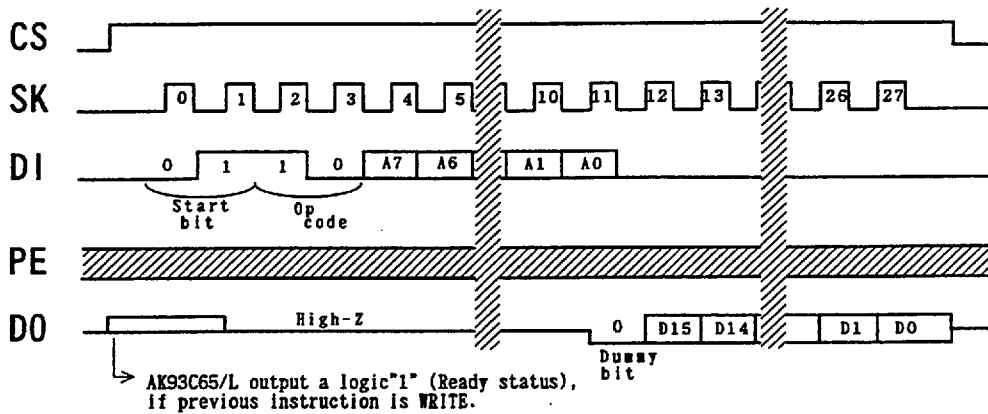 CS
SK 0 1 2 3 4 5 10 11 12 13 26 27
DI 0 1 1 0 A7 A6 A1 A0
Start bit
Op code
PE
DO High-Z 0 D15 D14 D1 D0
Dummy bit
AK93C65/L output a logic"1" (Ready status),
if previous instruction is WRITE.